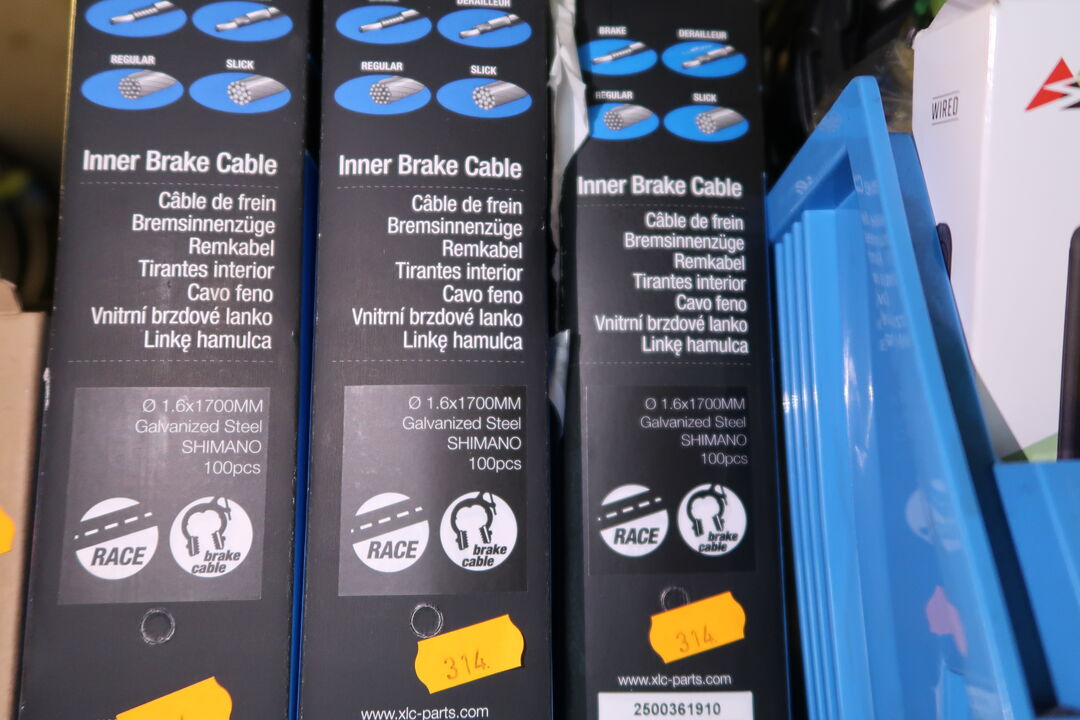 REGULAR
SLICK
Inner Brake Cable
Câble de frein
Bremsinnenzüge
Remkabel
Tirantes interior
Cavo feno
Vnitrní brzdové lanko
Linkę hamulca
Ø 1.6x1700MM
Galvanized Steel
SHIMANO
100pcs
RACE
brake
cable
DERAILLEUR
REGULAR
SLICK
Inner Brake Cable
Câble de frein
Bremsinnenzüge
Remkabel
Tirantes interior
Cavo feno
Vnitrní brzdové lanko
Linkę hamulca
Ø 1.6x1700MM
Galvanized Steel
SHIMANO
100pcs
RACE
brake
cable
314.
www.xlc-parts.com
BRAKE
DERAILLEUR
REGULAR
SLICK
Inner Brake Cable
Câble de frein
Bremsinnenzüge
Remkabel
Tirantes interior
Cavo feno
Vnitrní brzdové lanko
Linkę hamulca
Ø 1.6x1700MM
Galvanized Steel
SHIMANO
100pcs
RACE
brake
cable
314.
www.xlc-parts.com
2500361910
WIRED